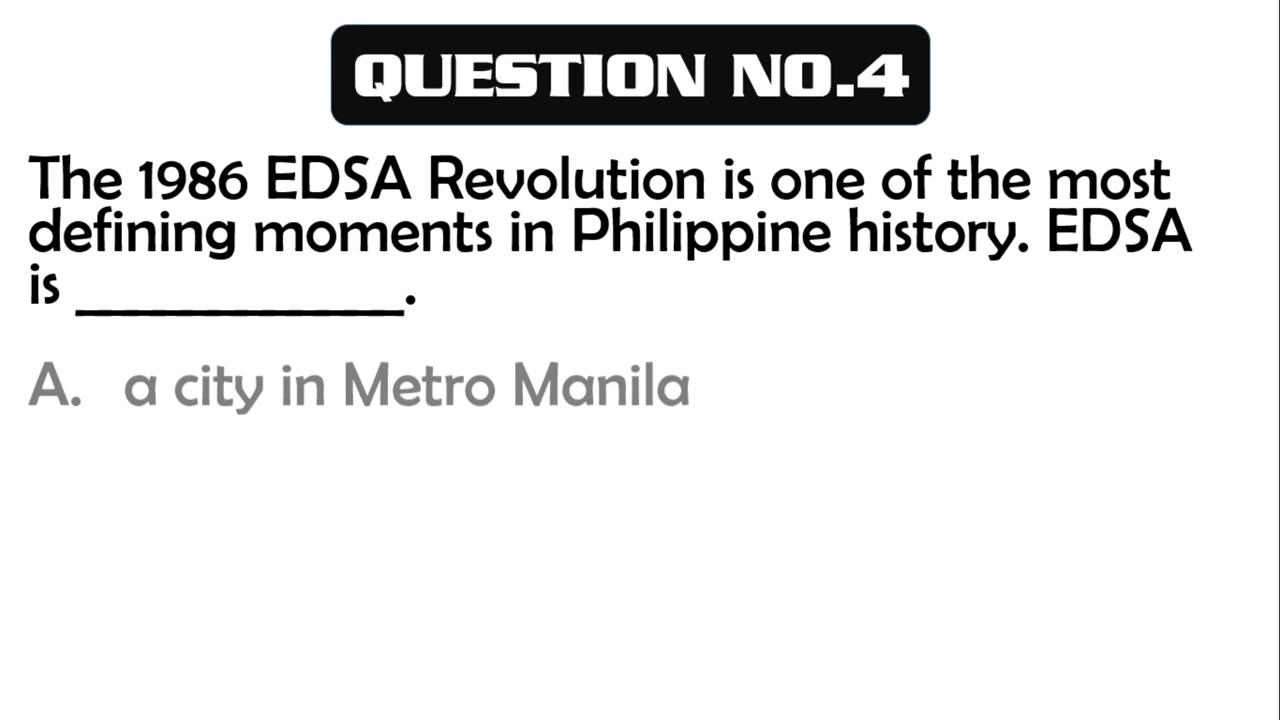 QUESTION NO.4
The 1986 EDSA Revolution is one of the most
defining moments in Philippine history. EDSA
is ____________.
A. a city in Metro Manila